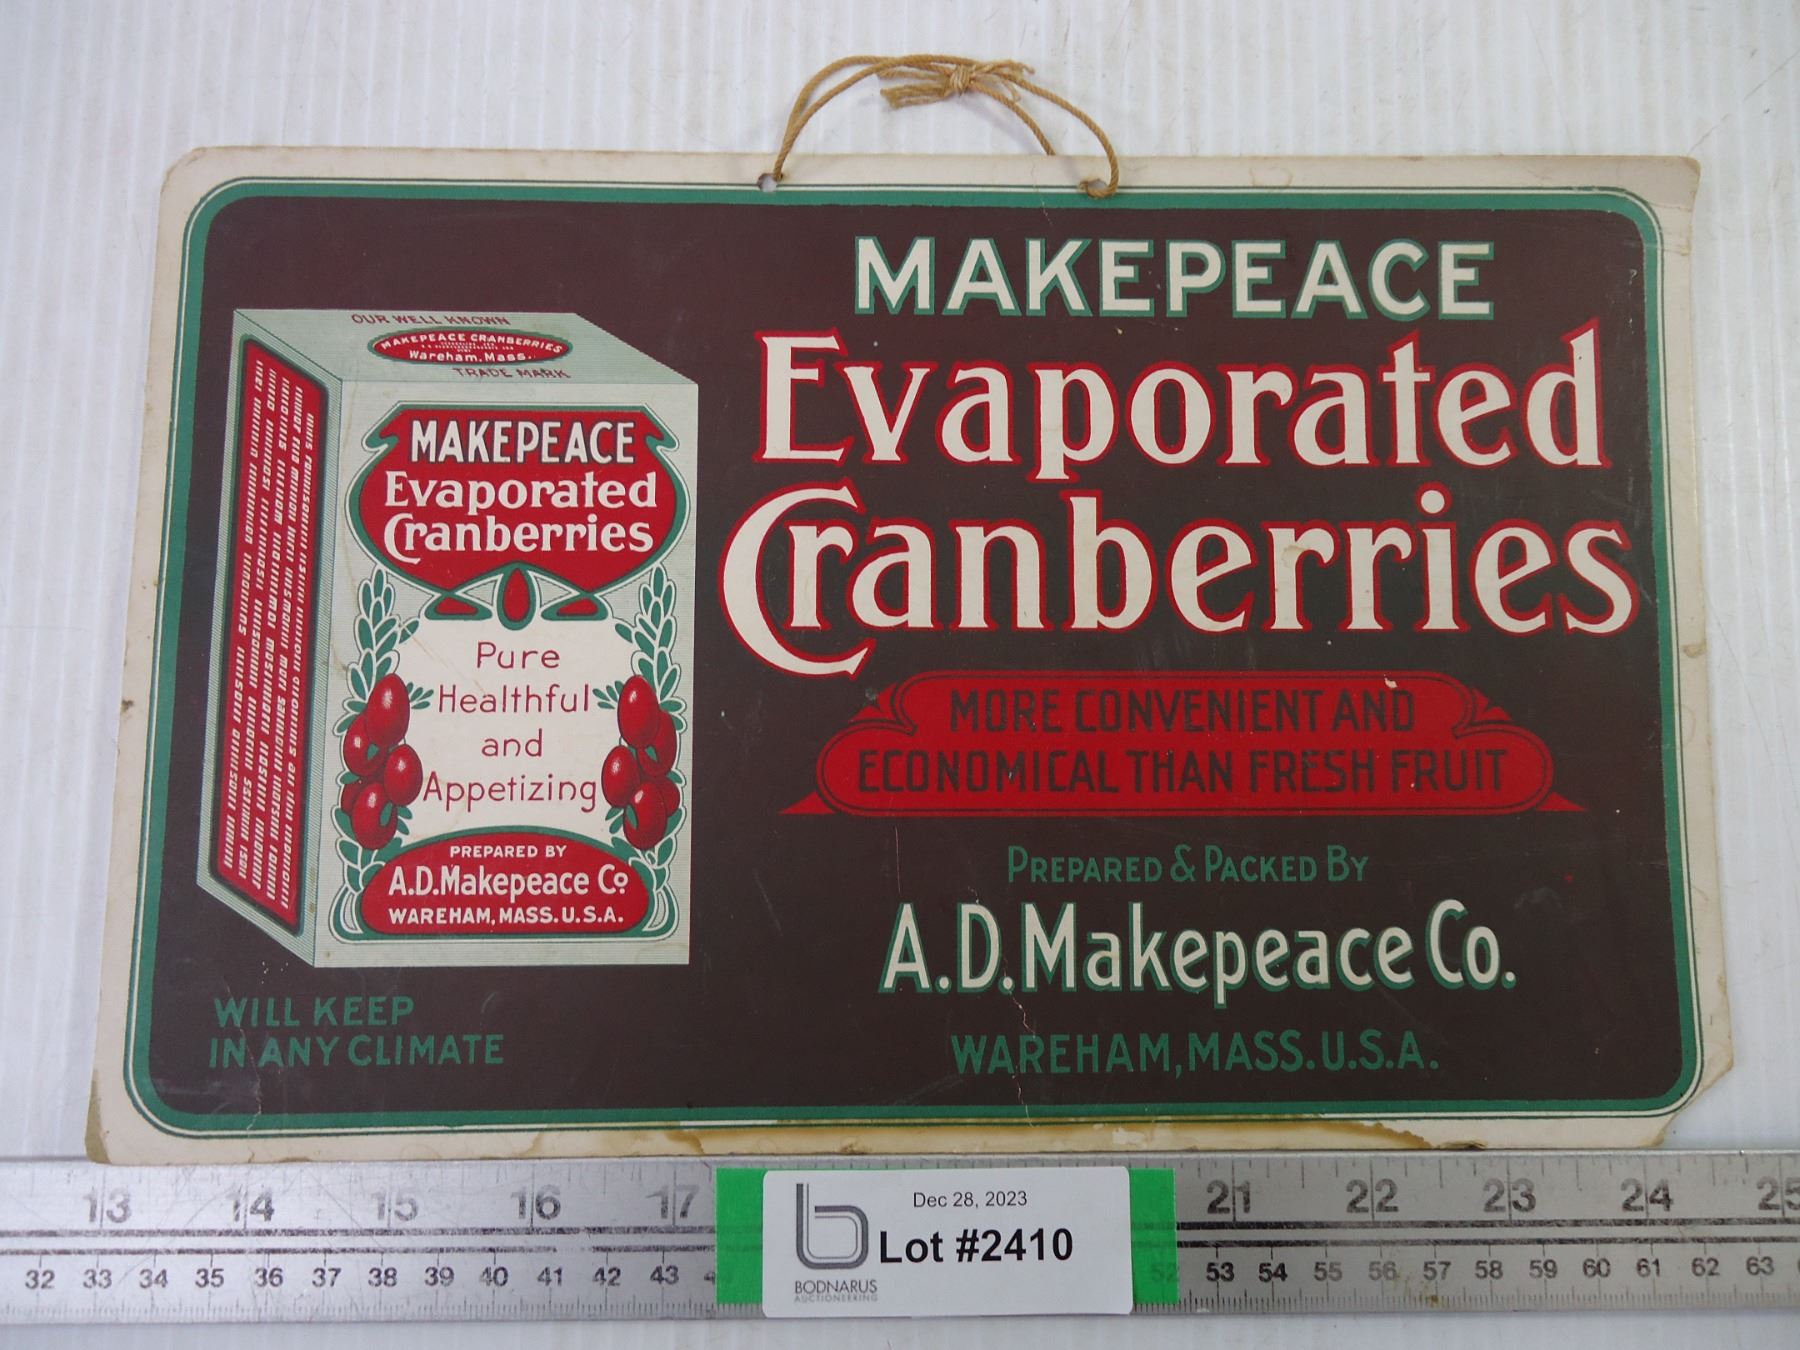 MAKEPEACE
Evaporated
Cranberries
MORE CONVENIENT AND
ECONOMICAL THAN FRESH FRUIT
PREPARED & PACKED BY
A.D. Makepeace Co.
WAREHAM, MASS. U.S.A.
OUR WELL KNOWN
MAKEPEACE CRANBERRIES
Wareham, Mass.
TRADE MARK
MAKEPEACE
Evaporated
Cranberries
Pure
Healthful
and
Appetizing
PREPARED BY
A.D. Makepeace Co
WAREHAM, MASS. U.S.A.
WILL KEEP
IN ANY CLIMATE
13 14 15 16 17 21 22 23 24 25
32 33 34 35 36 37 38 39 40 41 42 43 52 53 54 55 56 57 58 59 60 61 62 63
Dec 28, 2023
Lot #2410
BODNARUS
AUCTIONEERING